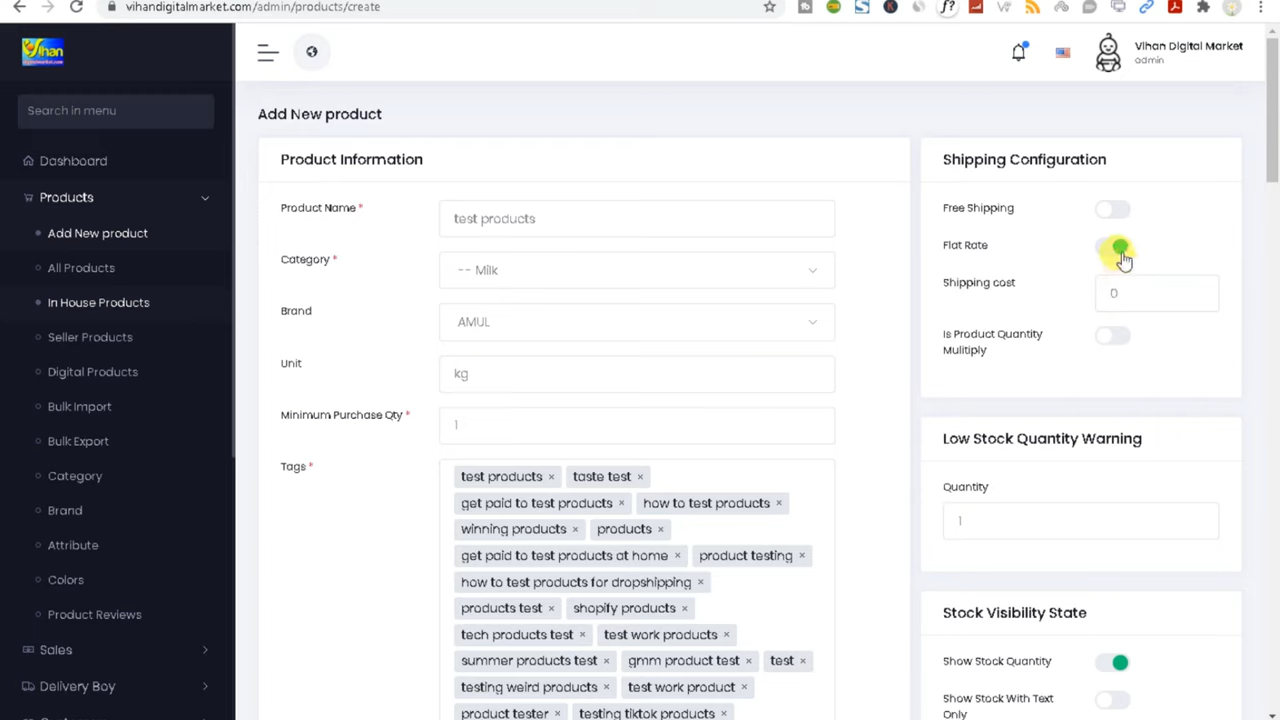 vihandigitalmarket.com/admin/products/create
Vihan
Search in menu
Dashboard
Products
Add New product
All Products
In House Products
Seller Products
Digital Products
Bulk Import
Bulk Export
Category
Brand
Attribute
Colors
Product Reviews
Sales
Delivery Boy
Vihan Digital Market
admin
Add New product
Product Information
Product Name *
test products
Category *
-- Milk
Brand
AMUL
Unit
kg
Minimum Purchase Qty *
1
Tags *
test products × taste test ×
get paid to test products × how to test products ×
winning products × products ×
get paid to test products at home × product testing ×
how to test products for dropshipping ×
products test × shopify products ×
tech products test × test work products ×
summer products test × gmm product test × test ×
testing weird products × test work product ×
product tester × testing tiktok products ×
Shipping Configuration
Free Shipping
Flat Rate
Shipping cost
0
Is Product Quantity
Mulitiply
Low Stock Quantity Warning
Quantity
1
Stock Visibility State
Show Stock Quantity
Show Stock With Text
Only